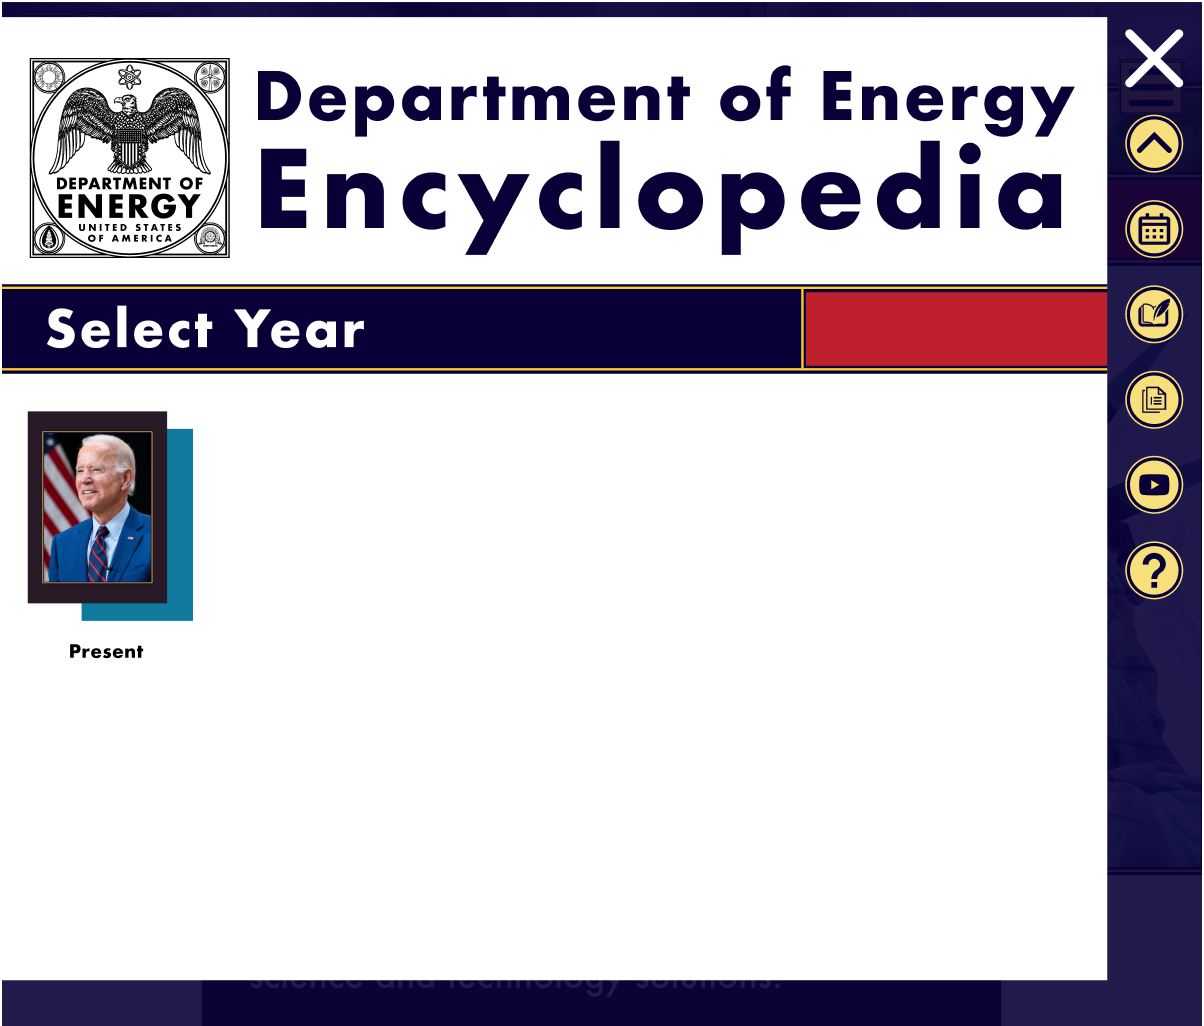 Department of Energy
Encyclopedia
DEPARTMENT OF
ENERGY
UNITED STATES
OF AMERICA
Select Year
Present
science and technology solutions.